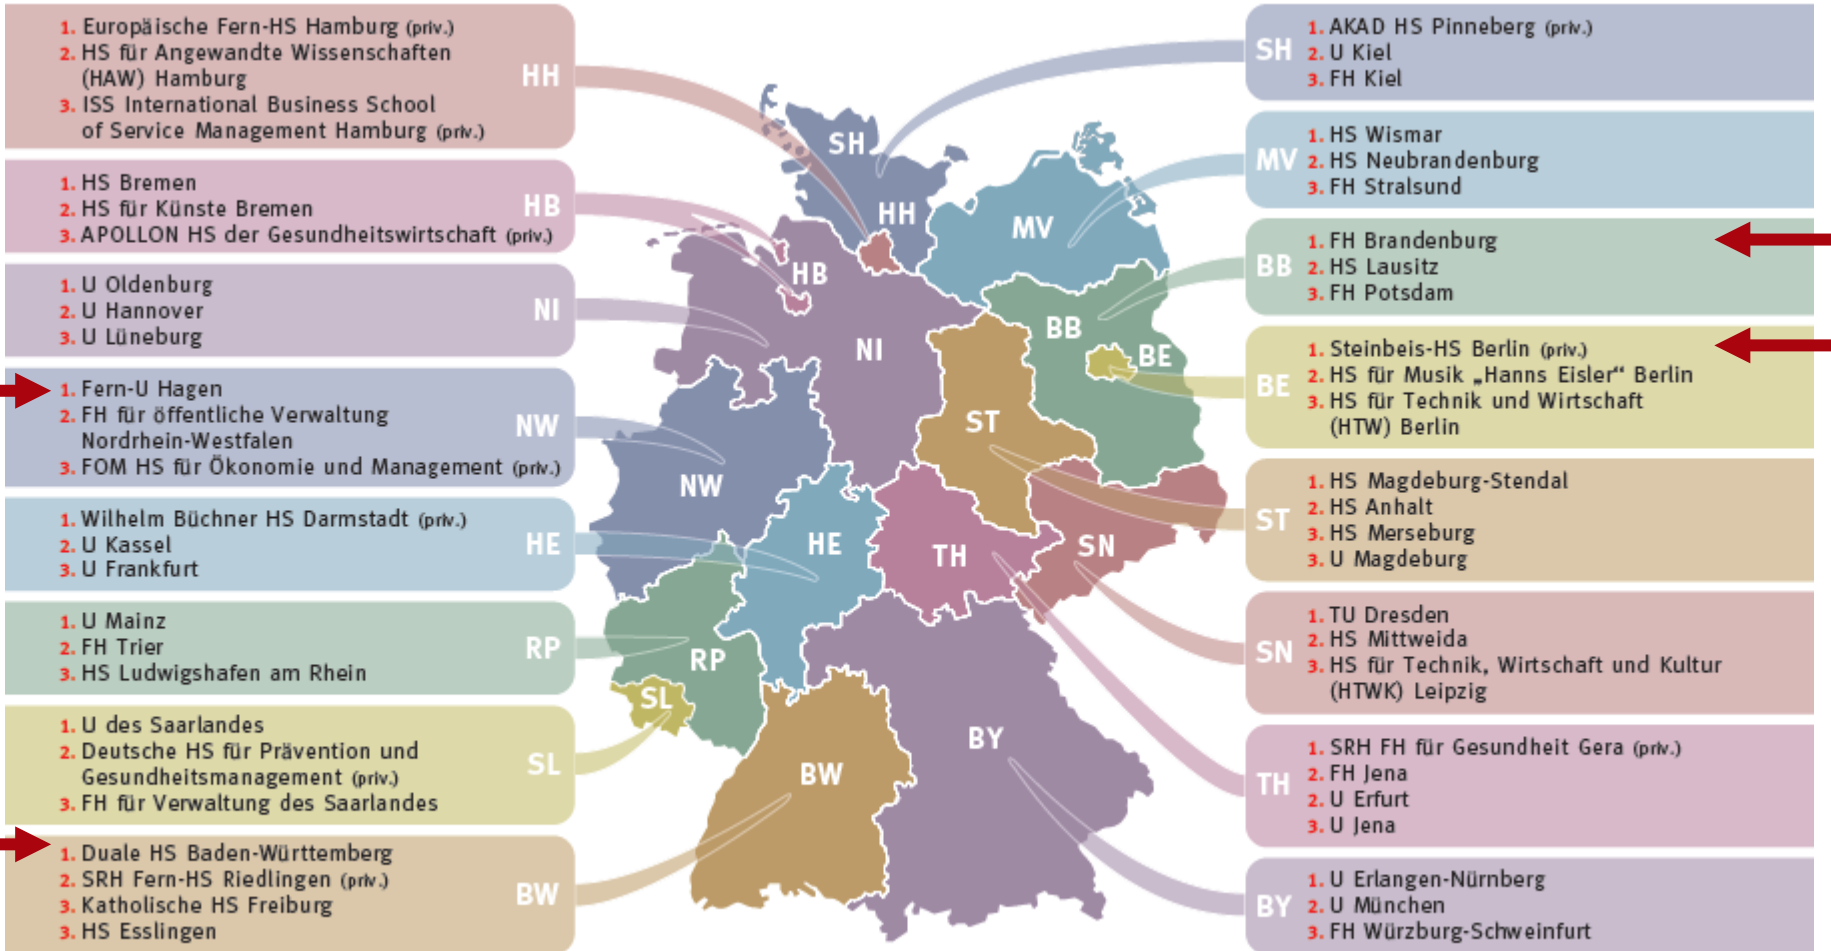 1. Europäische Fern-HS Hamburg (priv.)
2. HS für Angewandte Wissenschaften
(HAW) Hamburg
3. ISS International Business School
of Service Management Hamburg (priv.)
HH
1. HS Bremen
2. HS für Künste Bremen
3. APOLLON HS der Gesundheitswirtschaft (priv.)
HB
1. U Oldenburg
2. U Hannover
3. U Lüneburg
NI
1. Fern-U Hagen
2. FH für öffentliche Verwaltung
Nordrhein-Westfalen
3. FOM HS für Ökonomie und Management (priv.)
NW
1. Wilhelm Büchner HS Darmstadt (priv.)
2. U Kassel
3. U Frankfurt
HE
1. U Mainz
2. FH Trier
3. HS Ludwigshafen am Rhein
RP
1. U des Saarlandes
2. Deutsche HS für Prävention und
Gesundheitsmanagement (priv.)
3. FH für Verwaltung des Saarlandes
SL
1. Duale HS Baden-Württemberg
2. SRH Fern-HS Riedlingen (priv.)
3. Katholische HS Freiburg
3. HS Esslingen
BW
SH
HH
MV
HB
BB
BE
NI
ST
NW
HE
TH
SN
RP
SL
BY
BW
SH
1. AKAD HS Pinneberg (priv.)
2. U Kiel
3. FH Kiel
MV
1. HS Wismar
2. HS Neubrandenburg
3. FH Stralsund
BB
1. FH Brandenburg
2. HS Lausitz
3. FH Potsdam
BE
1. Steinbeis-HS Berlin (priv.)
2. HS für Musik „Hanns Eisler“ Berlin
3. HS für Technik und Wirtschaft
(HTW) Berlin
ST
1. HS Magdeburg-Stendal
2. HS Anhalt
3. HS Merseburg
3. U Magdeburg
SN
1. TU Dresden
2. HS Mittweida
3. HS für Technik, Wirtschaft und Kultur
(HTWK) Leipzig
TH
1. SRH FH für Gesundheit Gera (priv.)
2. FH Jena
2. U Erfurt
3. U Jena
BY
1. U Erlangen-Nürnberg
2. U München
3. FH Würzburg-Schweinfurt